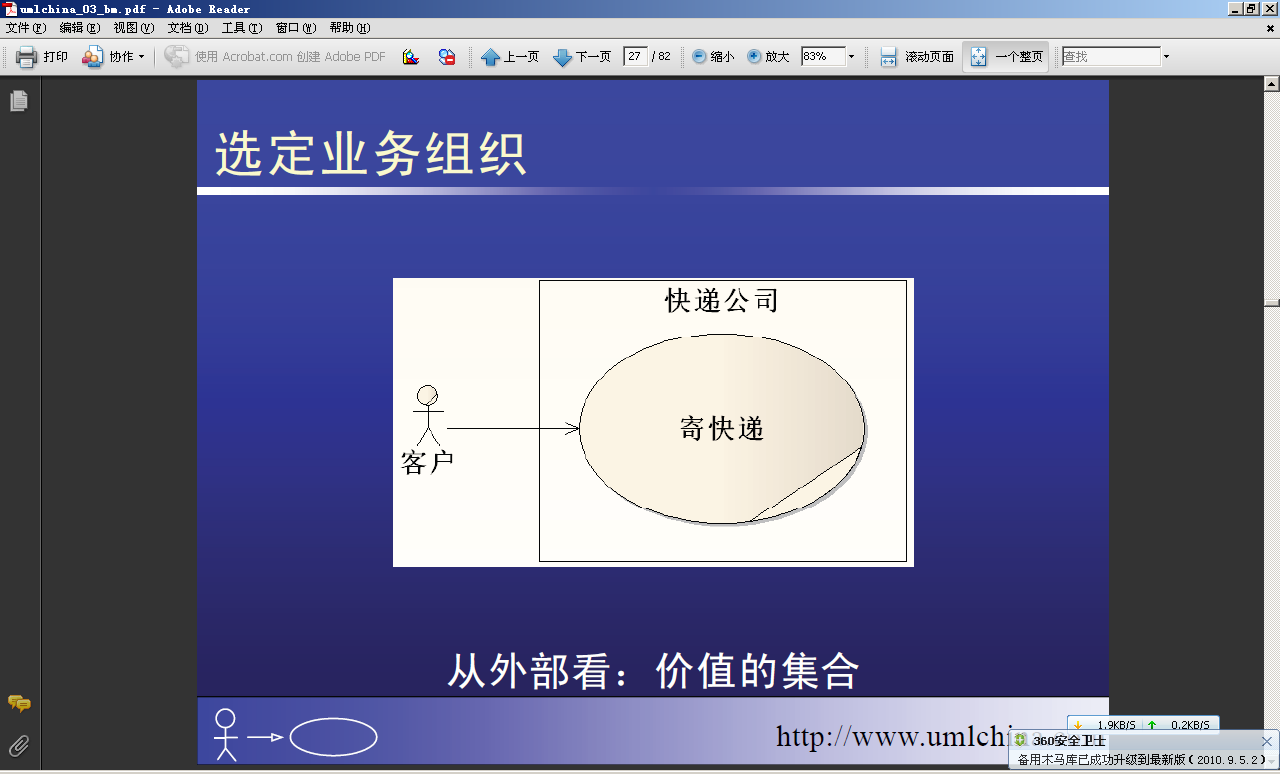 umlchina_03_bm.pdf - Adobe Reader
文件(F) 编辑(E) 视图(V) 文档(D) 工具(T) 窗口(W) 帮助(H)
打印 协作 使用 Acrobat.com 创建 Adobe PDF 上一页 下一页 27 / 82 缩小 放大 83% 滚动页面 一个整页 查找
选定业务组织
快递公司
寄快递
客户
从外部看：价值的集合
http://www.umlchi
1.9KB/S 0.2KB/S
360安全卫士
备用木马库已成功升级到最新版(2010.9.5.2)